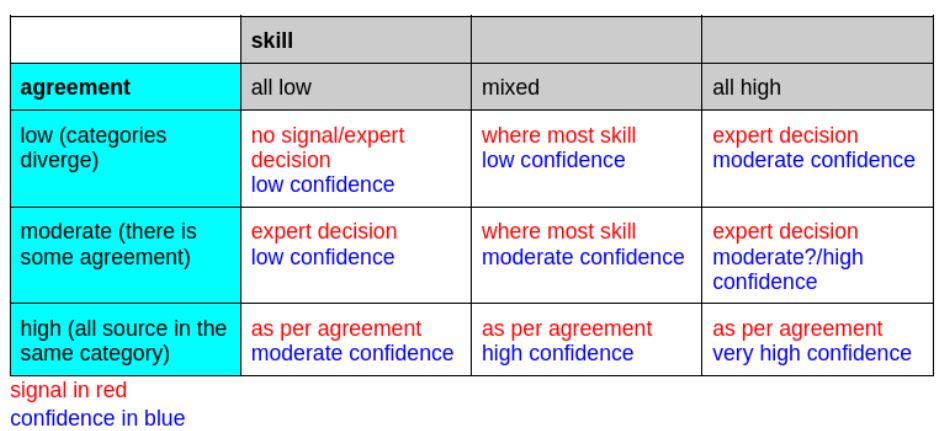 skill
agreement
all low
mixed
all high
low (categories
diverge)
no signal/expert
decision
low confidence
where most skill
low confidence
expert decision
moderate confidence
moderate (there is
some agreement)
expert decision
low confidence
where most skill
moderate confidence
expert decision
moderate?/high
confidence
high (all source in the
same category)
as per agreement
moderate confidence
as per agreement
high confidence
as per agreement
very high confidence
signal in red
confidence in blue